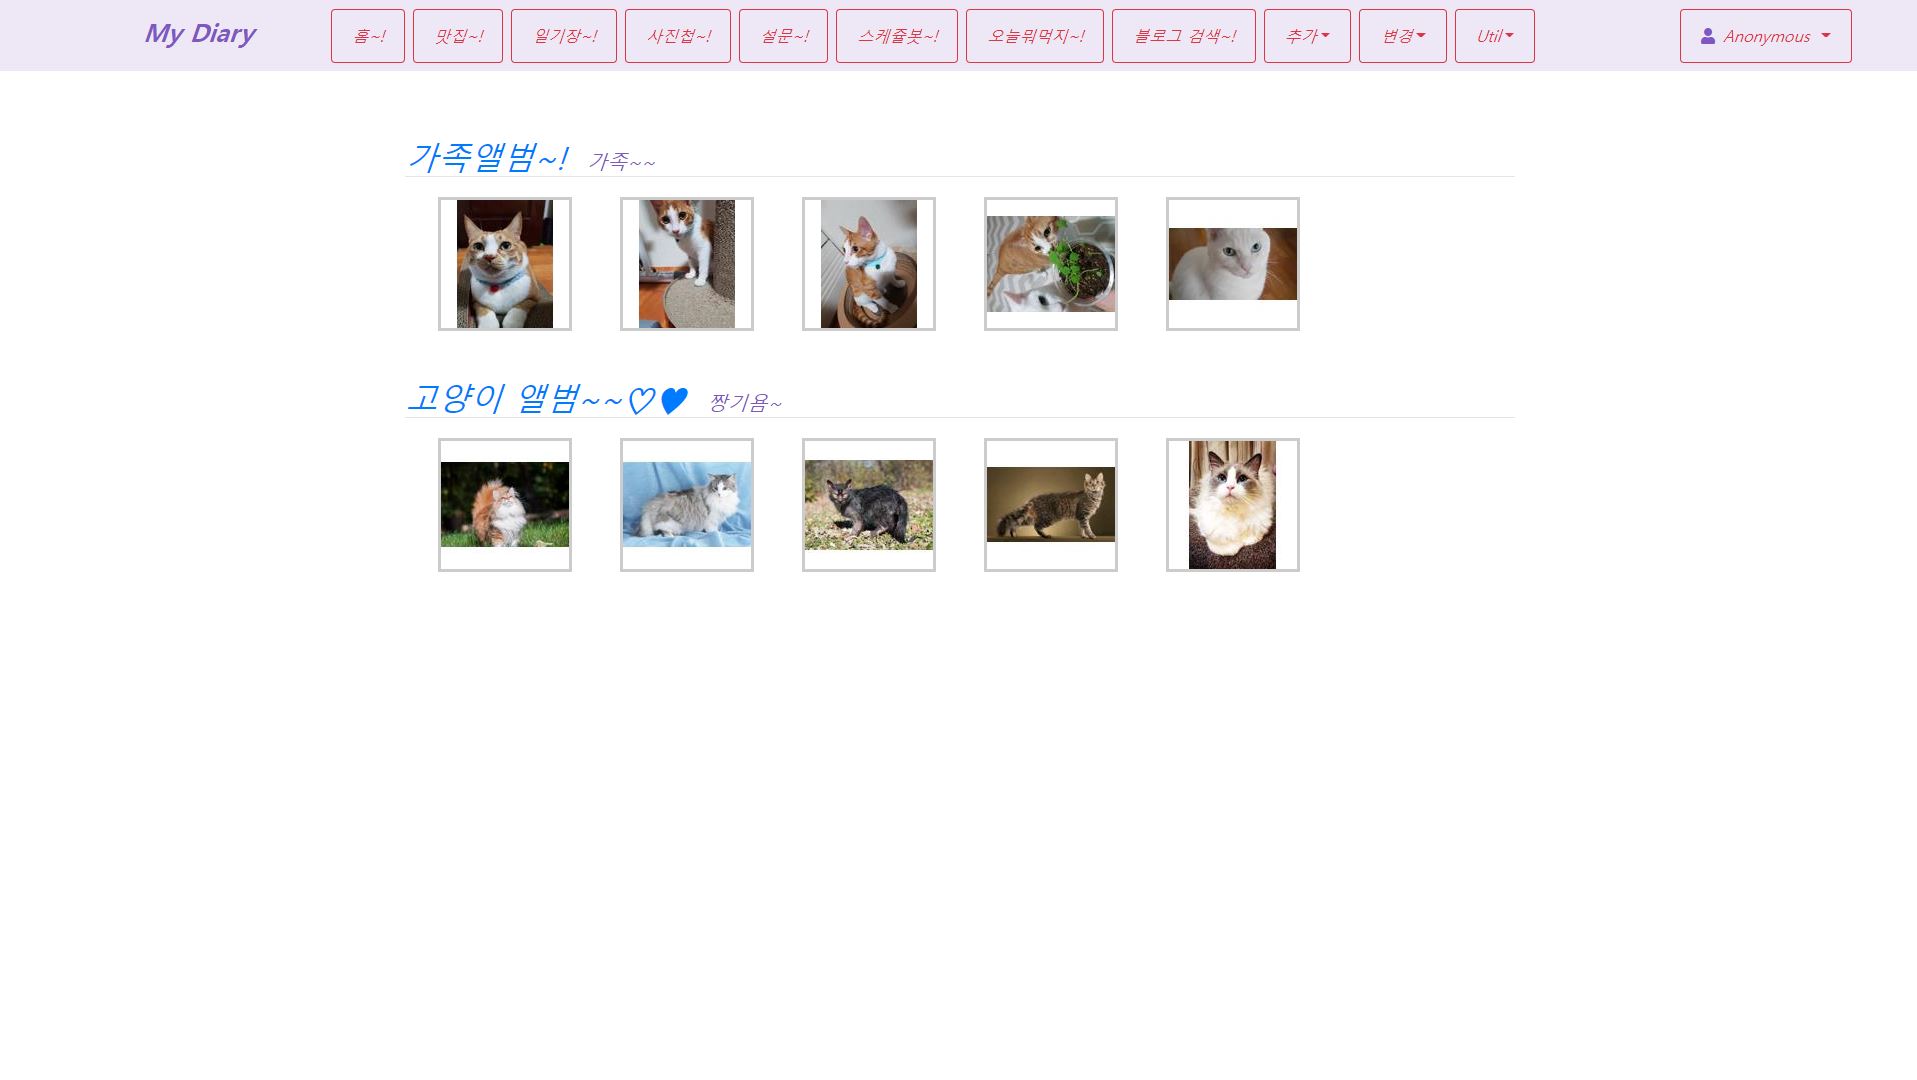 My Diary 홈~! 맛집~! 일기장~! 사진첩~! 설문~! 스케쥴봇~! 오늘뭐먹지~! 블로그 검색~! 추가 변경 Util Anonymous
가족앨범~! 가족~~
고양이 앨범~~♡♥ 짱기욤~